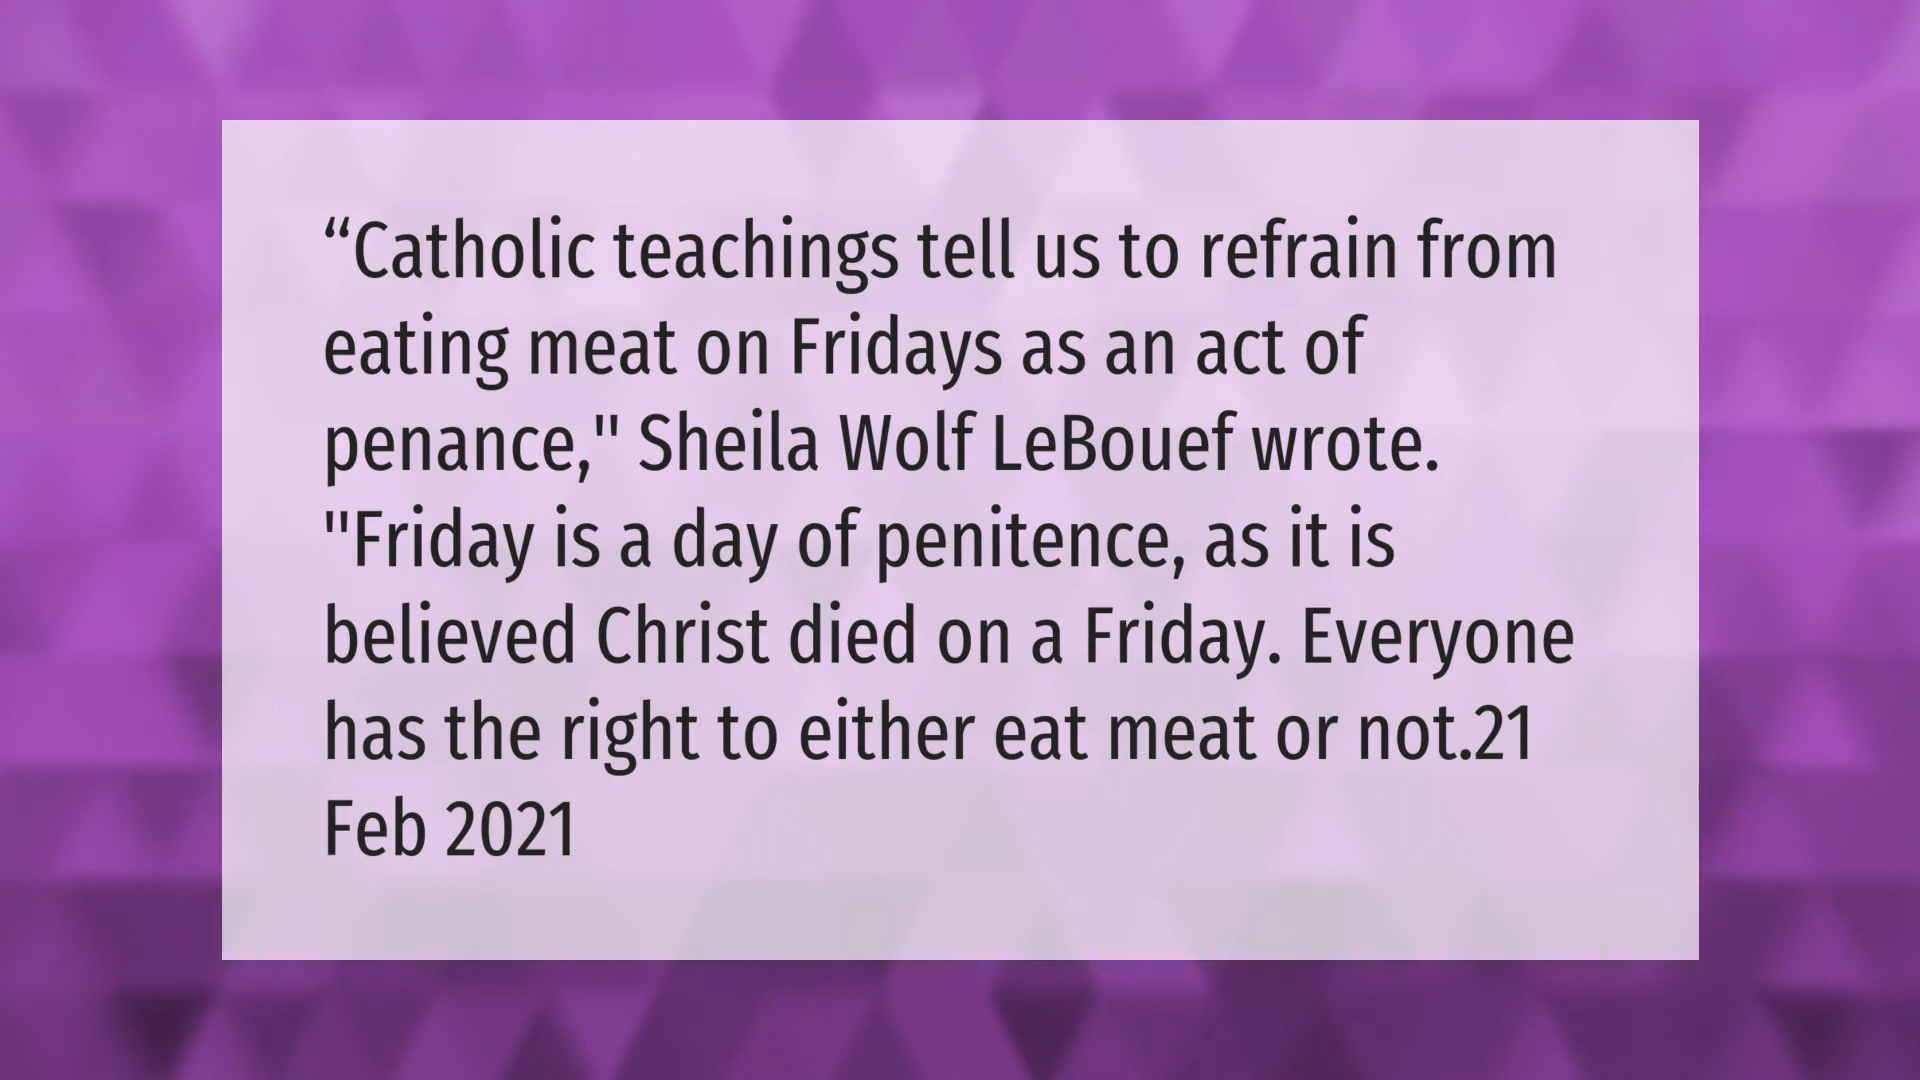 “Catholic teachings tell us to refrain from
eating meat on Fridays as an act of
penance," Sheila Wolf LeBouef wrote.
"Friday is a day of penitence, as it is
believed Christ died on a Friday. Everyone
has the right to either eat meat or not.21
Feb 2021